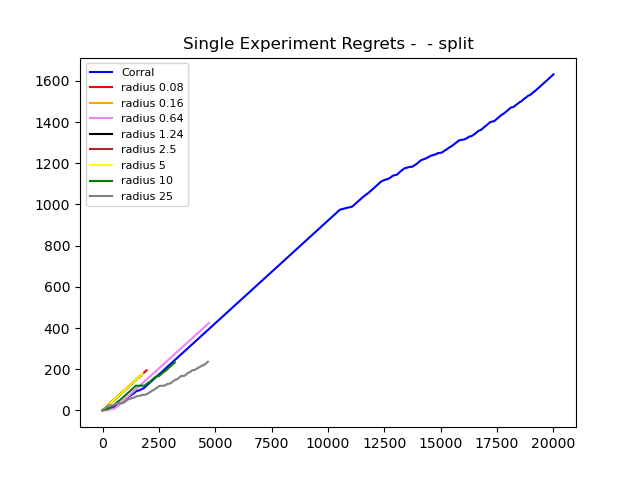 Single Experiment Regrets -  - split
1600
1400
1200
1000
800
600
400
200
0
Corral
radius 0.08
radius 0.16
radius 0.64
radius 1.24
radius 2.5
radius 5
radius 10
radius 25
0 2500 5000 7500 10000 12500 15000 17500 20000